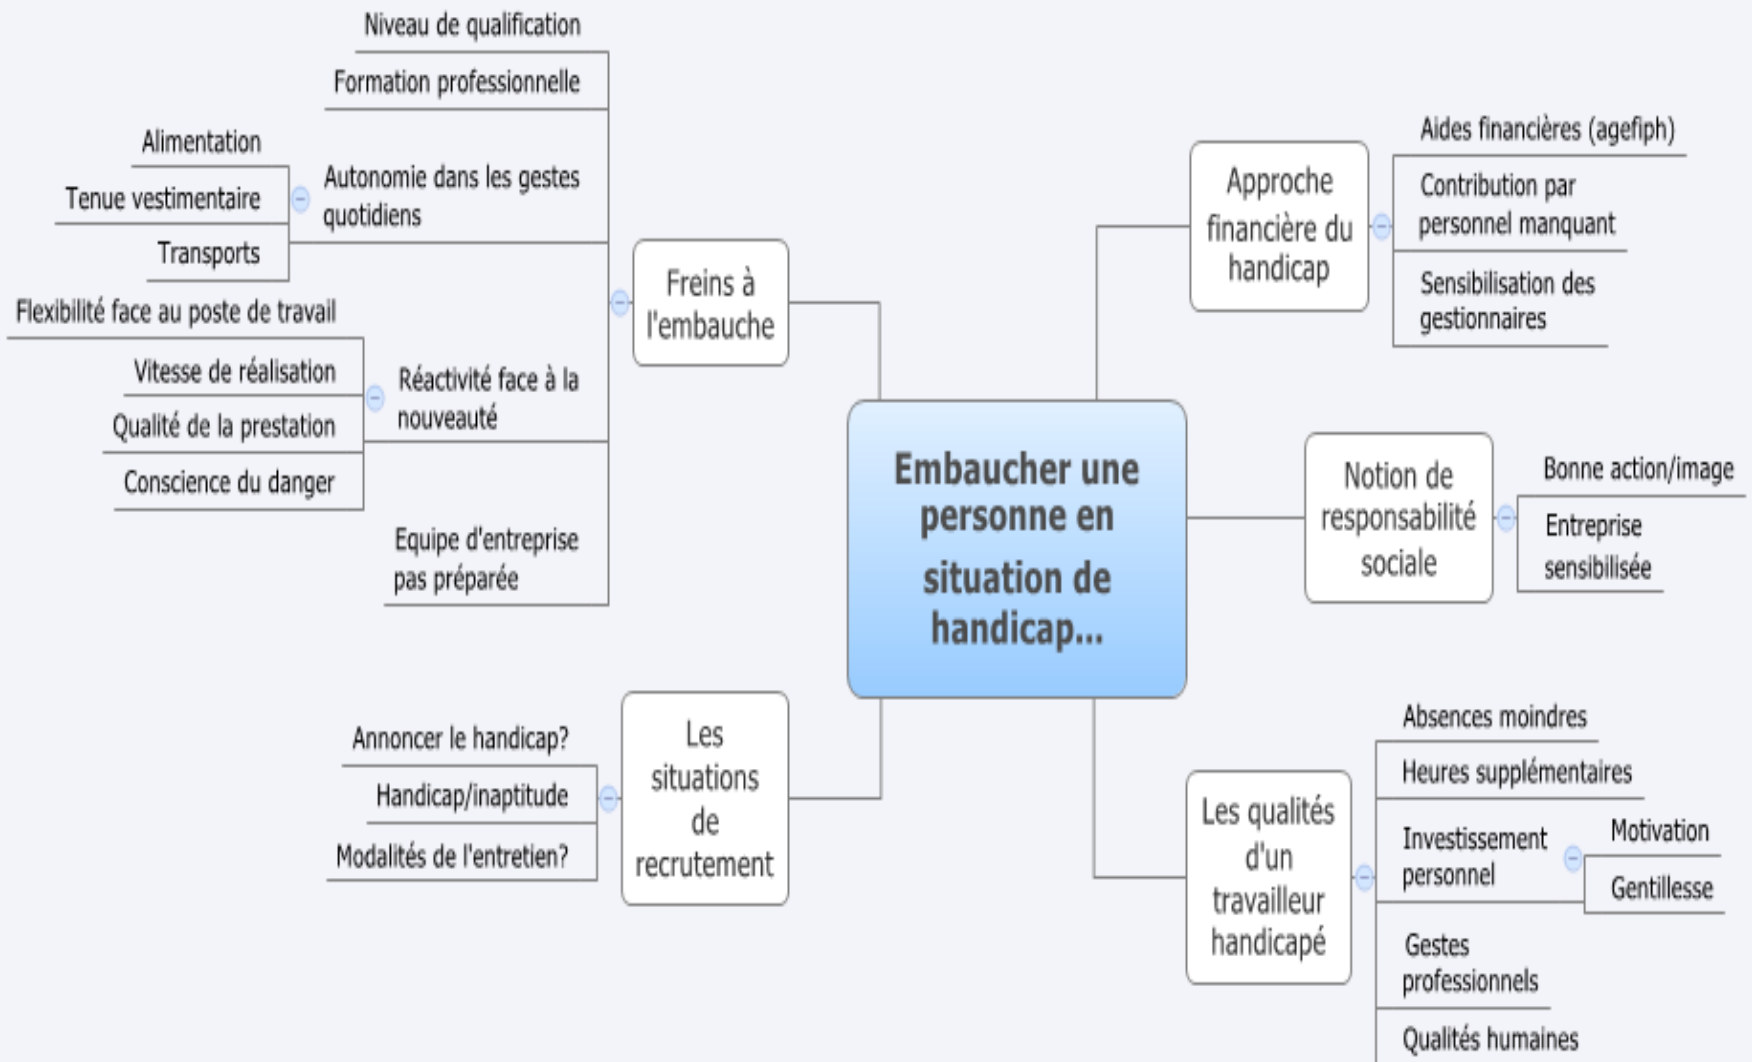 Embaucher une
personne en
situation de
handicap...
Freins à
l'embauche
Niveau de qualification
Formation professionnelle
Autonomie dans les gestes
quotidiens
Alimentation
Tenue vestimentaire
Transports
Réactivité face à la
nouveauté
Flexibilité face au poste de travail
Vitesse de réalisation
Qualité de la prestation
Conscience du danger
Equipe d'entreprise
pas préparée
Les
situations
de
recrutement
Annoncer le handicap?
Handicap/inaptitude
Modalités de l'entretien?
Approche
financière du
handicap
Aides financières (agefiph)
Contribution par
personnel manquant
Sensibilisation des
gestionnaires
Notion de
responsabilité
sociale
Bonne action/image
Entreprise
sensibilisée
Les qualités
d'un
travailleur
handicapé
Absences moindres
Heures supplémentaires
Investissement
personnel
Motivation
Gentillesse
Gestes
professionnels
Qualités humaines